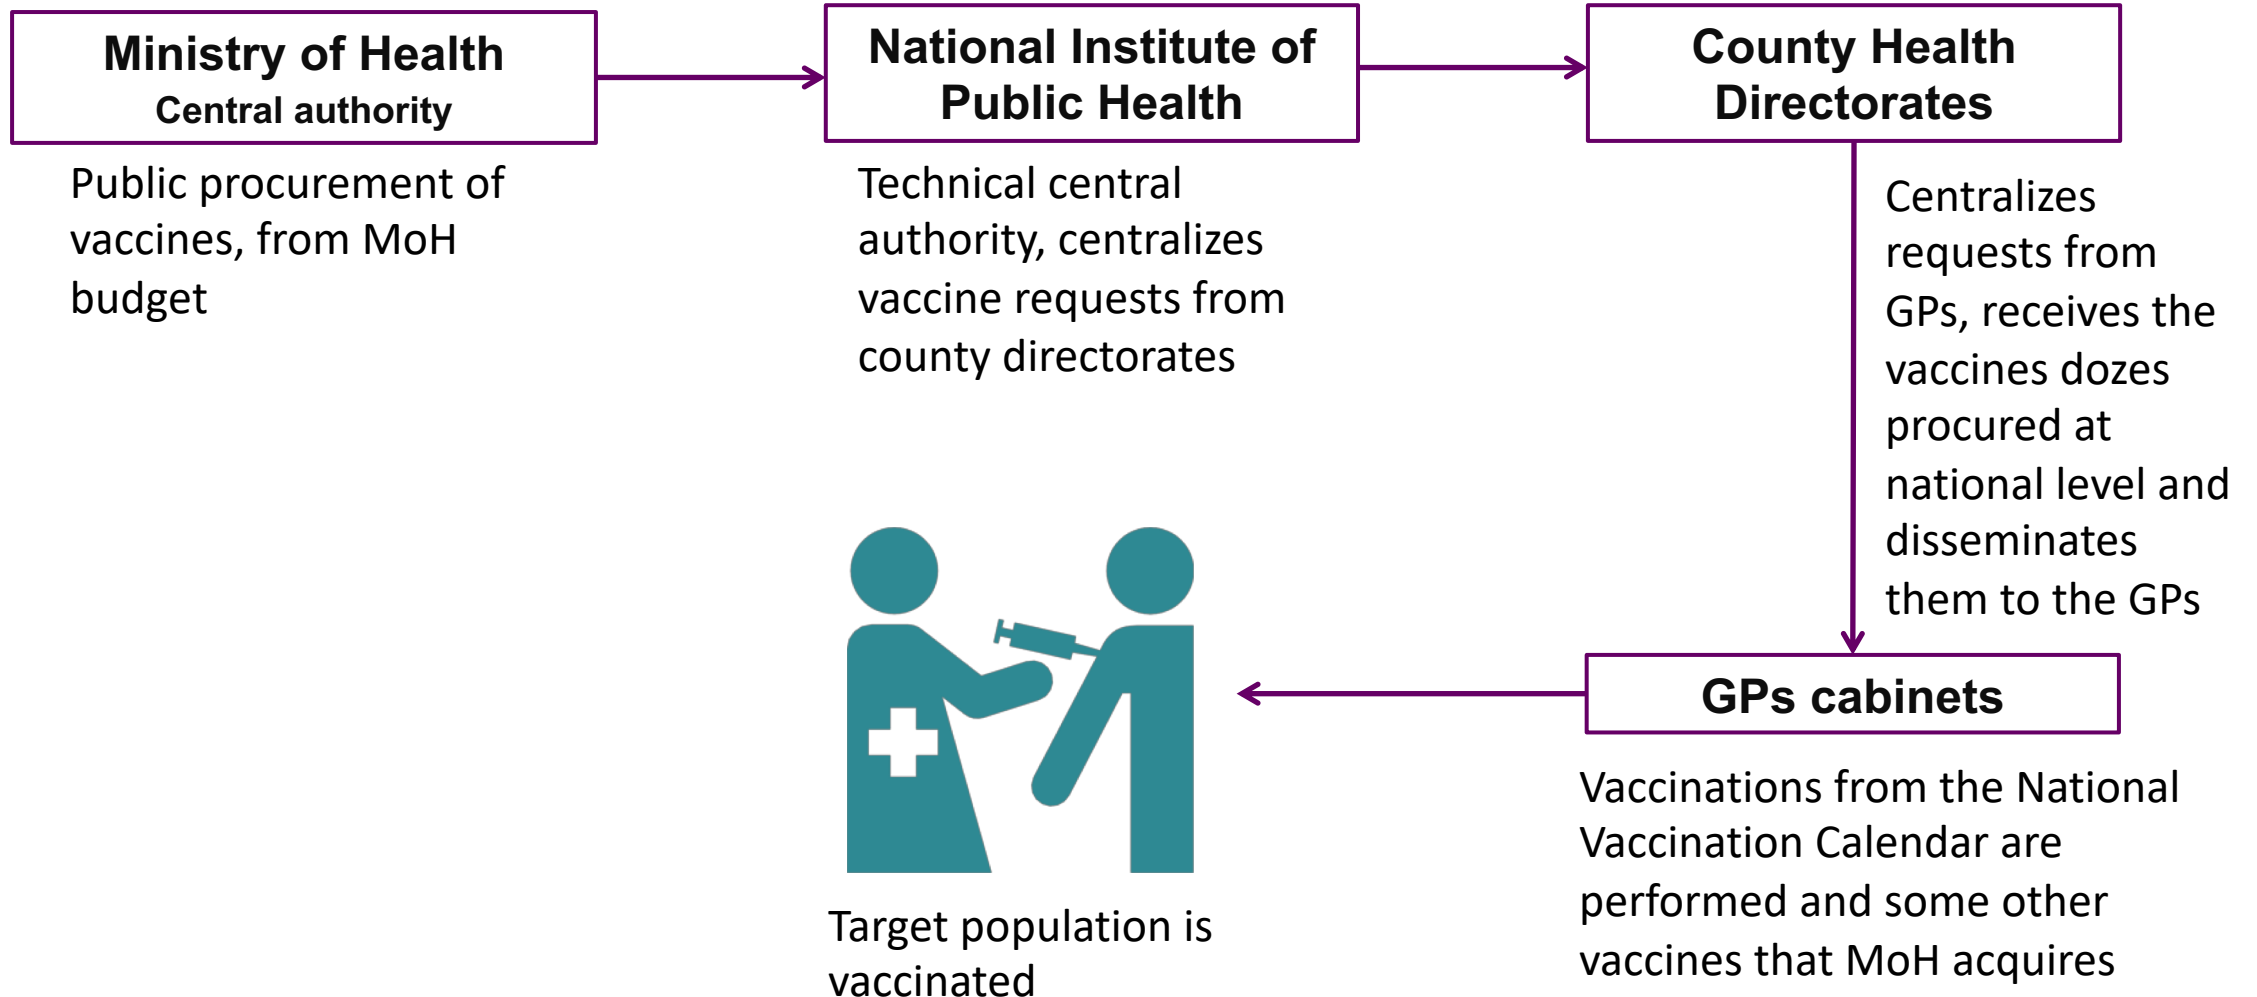 Ministry of Health
Central authority
Public procurement of
vaccines, from MoH
budget
National Institute of
Public Health
Technical central
authority, centralizes
vaccine requests from
county directorates
County Health
Directorates
Centralizes
requests from
GPs, receives the
vaccines dozes
procured at
national level and
disseminates
them to the GPs
GPs cabinets
Vaccinations from the National
Vaccination Calendar are
performed and some other
vaccines that MoH acquires
Target population is
vaccinated